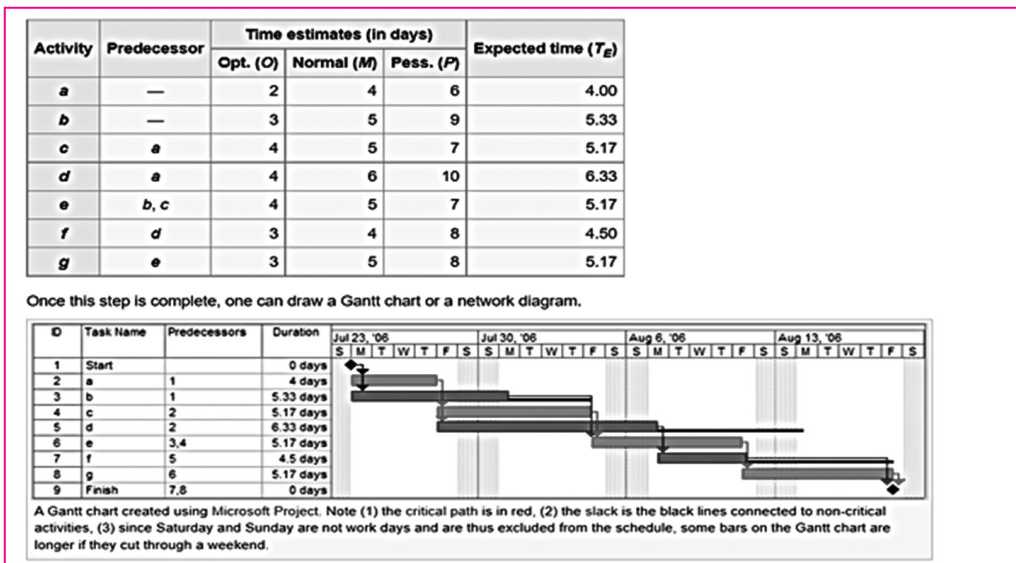 Activity Predecessor Time estimates (in days) Expected time (TE)
Opt. (O) Normal (M) Pess. (P)
a — 2 4 6 4.00
b — 3 5 9 5.33
c a 4 5 7 5.17
d a 4 6 10 6.33
e b, c 4 5 7 5.17
f d 3 4 8 4.50
g e 3 5 8 5.17
Once this step is complete, one can draw a Gantt chart or a network diagram.
ID Task Name Predecessors Duration Jul 23, '06 Jul 30, '06 Aug 6, '06 Aug 13, '06
S M T W T F S S M T W T F S S M T W T F S S M T W T F S
1 Start 0 days
2 a 1 4 days
3 b 1 5.33 days
4 c 2 5.17 days
5 d 2 6.33 days
6 e 3,4 5.17 days
7 f 5 4.5 days
8 g 6 5.17 days
9 Finish 7,8 0 days
A Gantt chart created using Microsoft Project. Note (1) the critical path is in red, (2) the slack is the black lines connected to non-critical
activities, (3) since Saturday and Sunday are not work days and are thus excluded from the schedule, some bars on the Gantt chart are
longer if they cut through a weekend.